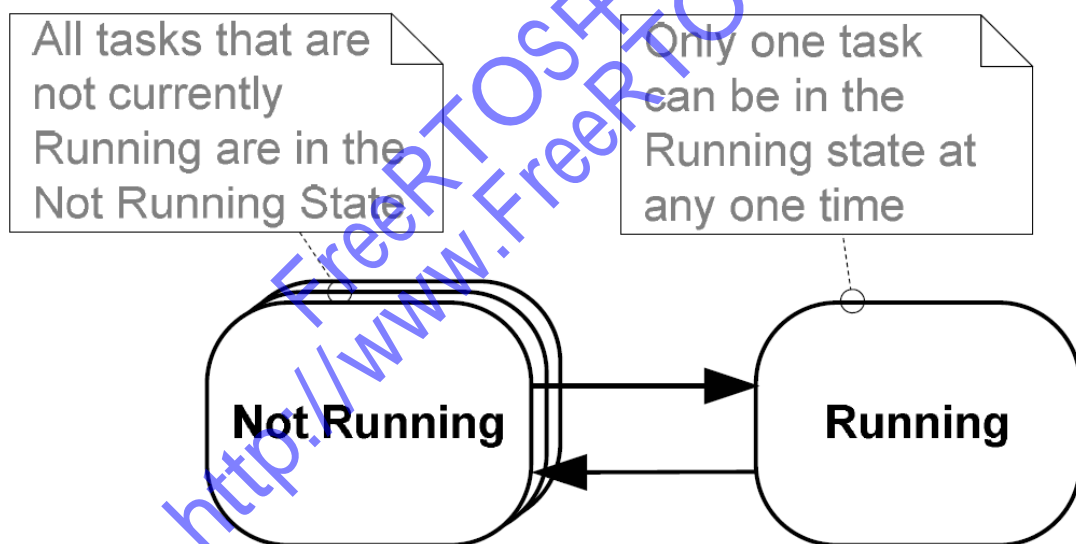 All tasks that are
not currently
Running are in the
Not Running State
Only one task
can be in the
Running state at
any one time
Not Running
Running
FreeRTOS
http://www.FreeRTO